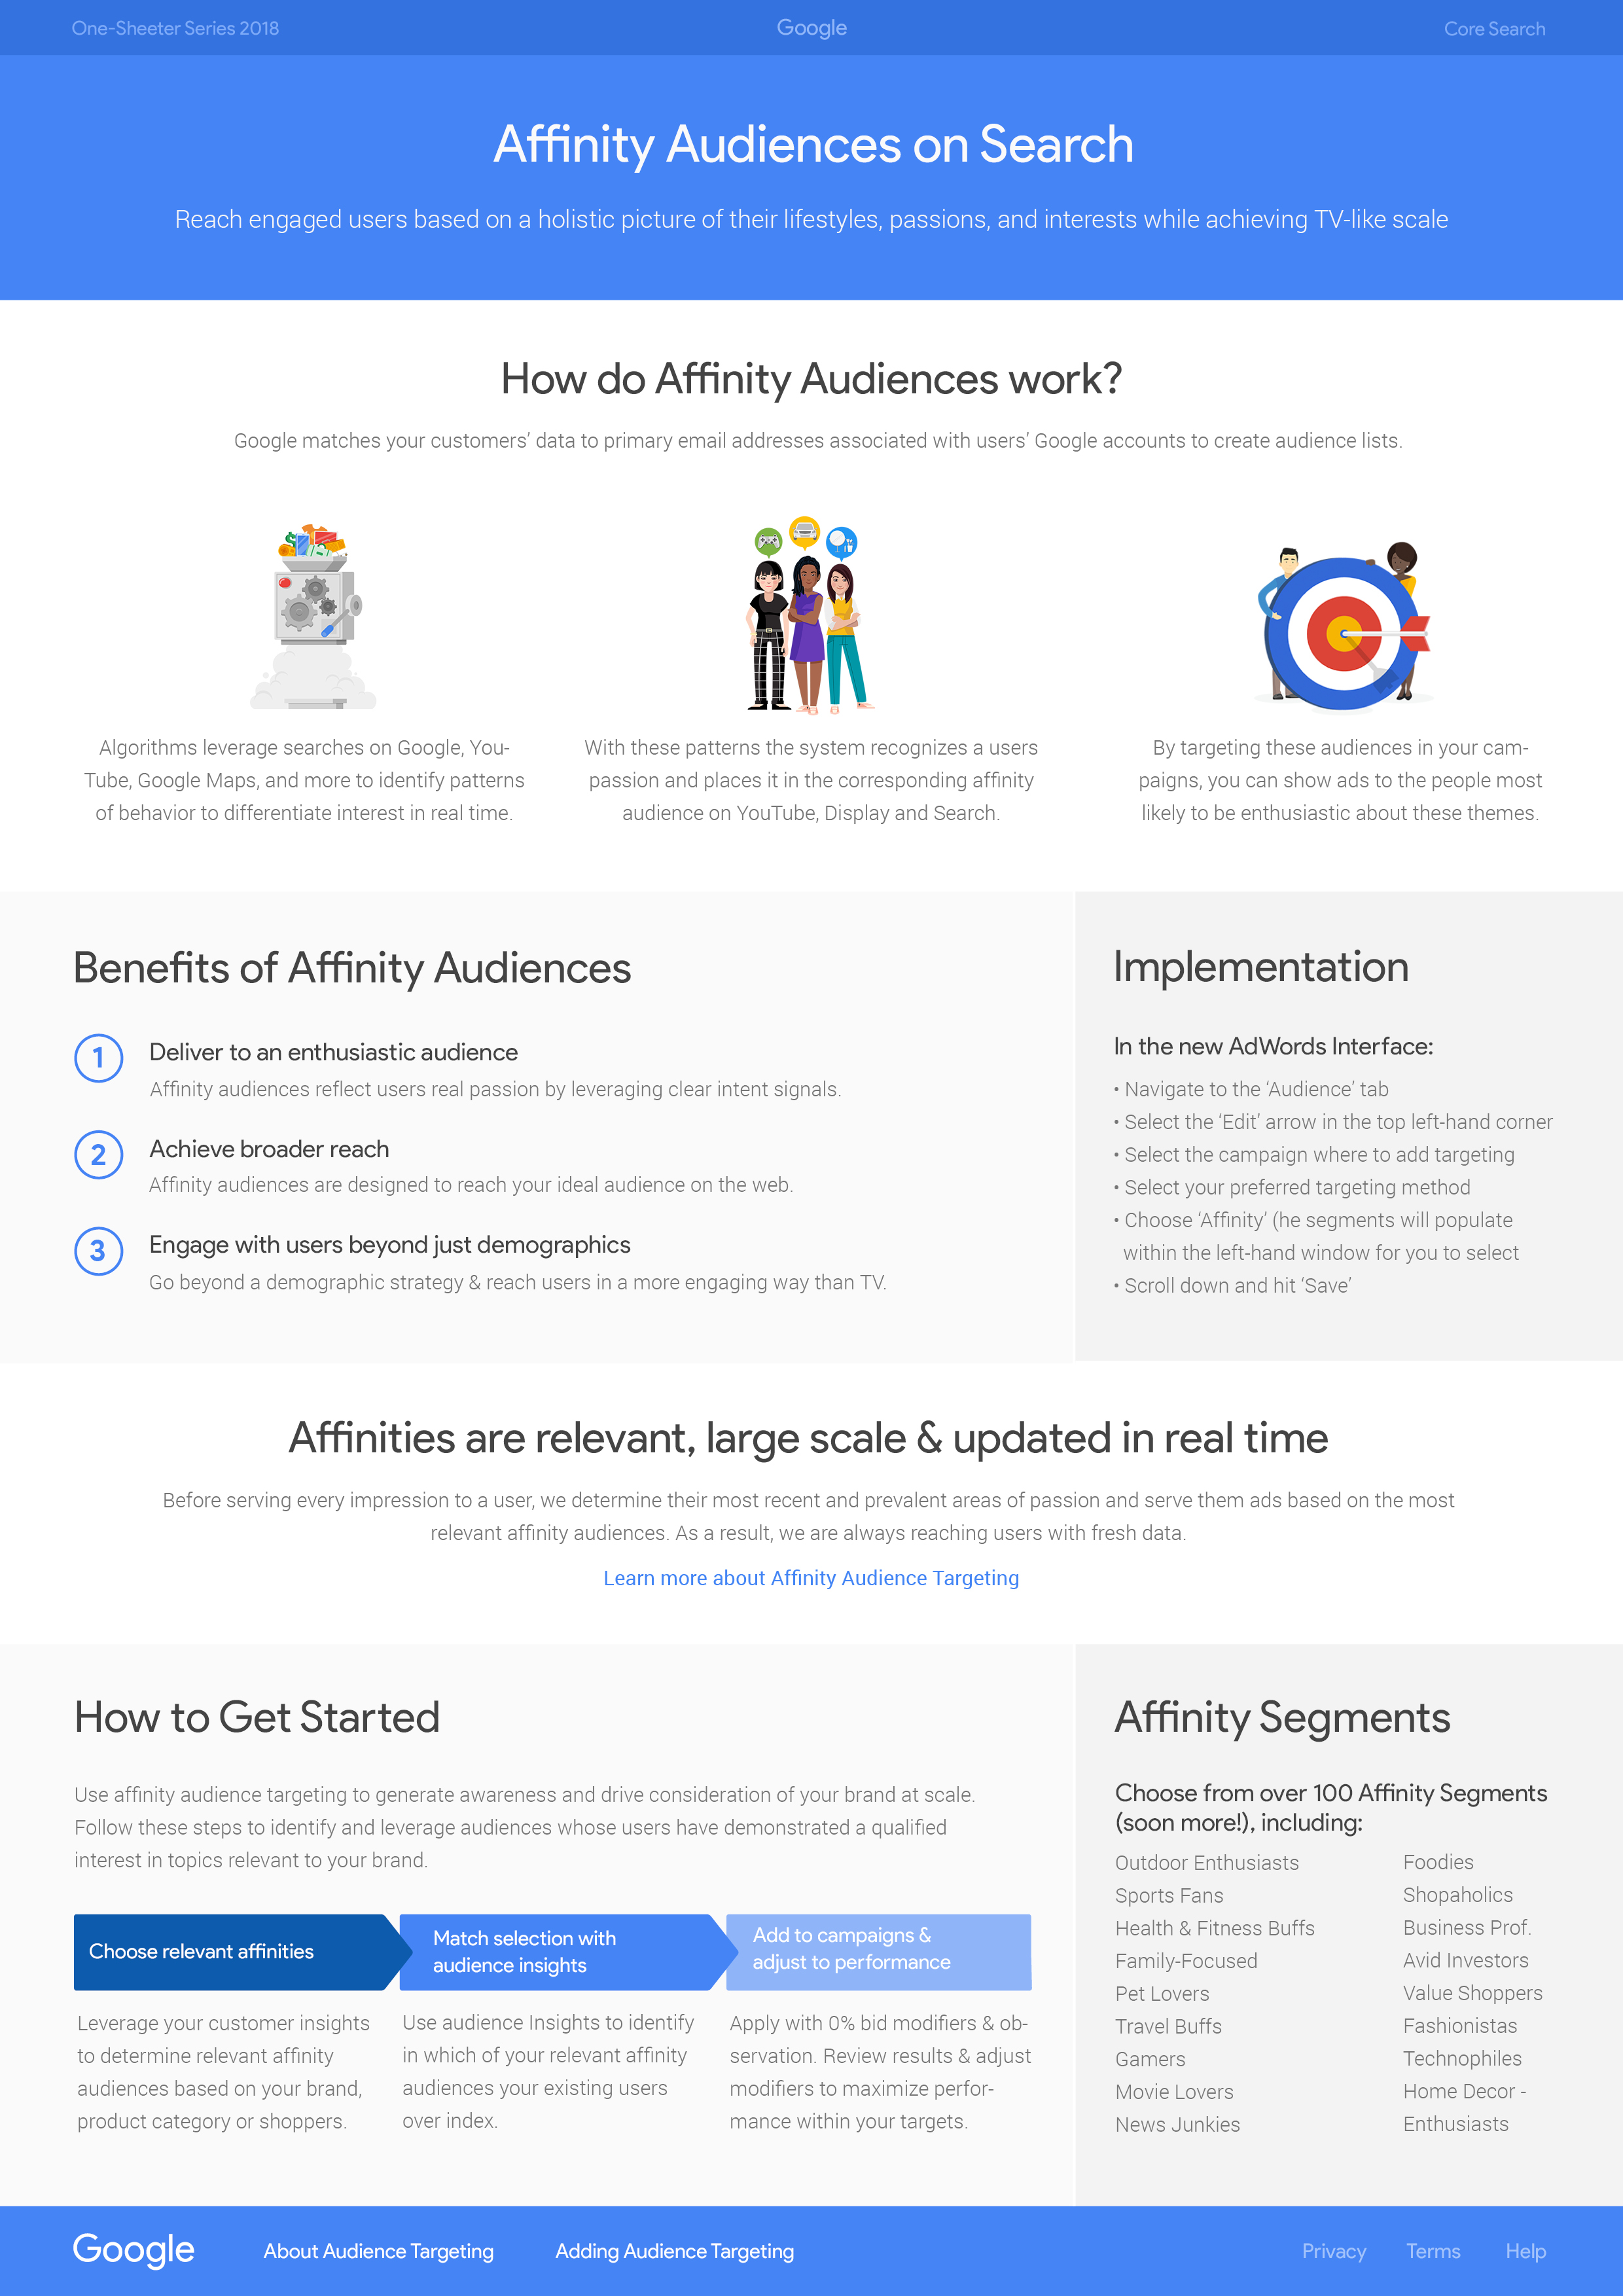 One-Sheeter Series 2018
Google
Core Search
Affinity Audiences on Search
Reach engaged users based on a holistic picture of their lifestyles, passions, and interests while achieving TV-like scale
How do Affinity Audiences work?
Google matches your customers’ data to primary email addresses associated with users’ Google accounts to create audience lists.
Algorithms leverage searches on Google, You-
Tube, Google Maps, and more to identify patterns
of behavior to differentiate interest in real time.
With these patterns the system recognizes a users
passion and places it in the corresponding affinity
audience on YouTube, Display and Search.
By targeting these audiences in your cam-
paigns, you can show ads to the people most
likely to be enthusiastic about these themes.
Benefits of Affinity Audiences
1
Deliver to an enthusiastic audience
Affinity audiences reflect users real passion by leveraging clear intent signals.
2
Achieve broader reach
Affinity audiences are designed to reach your ideal audience on the web.
3
Engage with users beyond just demographics
Go beyond a demographic strategy & reach users in a more engaging way than TV.
Implementation
In the new AdWords Interface:
• Navigate to the ‘Audience’ tab
• Select the ‘Edit’ arrow in the top left-hand corner
• Select the campaign where to add targeting
• Select your preferred targeting method
• Choose ‘Affinity’ (he segments will populate
within the left-hand window for you to select
• Scroll down and hit ‘Save’
Affinities are relevant, large scale & updated in real time
Before serving every impression to a user, we determine their most recent and prevalent areas of passion and serve them ads based on the most
relevant affinity audiences. As a result, we are always reaching users with fresh data.
Learn more about Affinity Audience Targeting
How to Get Started
Use affinity audience targeting to generate awareness and drive consideration of your brand at scale.
Follow these steps to identify and leverage audiences whose users have demonstrated a qualified
interest in topics relevant to your brand.
Choose relevant affinities
Leverage your customer insights
to determine relevant affinity
audiences based on your brand,
product category or shoppers.
Match selection with
audience insights
Use audience Insights to identify
in which of your relevant affinity
audiences your existing users
over index.
Add to campaigns &
adjust to performance
Apply with 0% bid modifiers & ob-
servation. Review results & adjust
modifiers to maximize perfor-
mance within your targets.
Affinity Segments
Choose from over 100 Affinity Segments
(soon more!), including:
Outdoor Enthusiasts
Sports Fans
Health & Fitness Buffs
Family-Focused
Pet Lovers
Travel Buffs
Gamers
Movie Lovers
News Junkies
Foodies
Shopaholics
Business Prof.
Avid Investors
Value Shoppers
Fashionistas
Technophiles
Home Decor -
Enthusiasts
Google
About Audience Targeting
Adding Audience Targeting
Privacy
Terms
Help